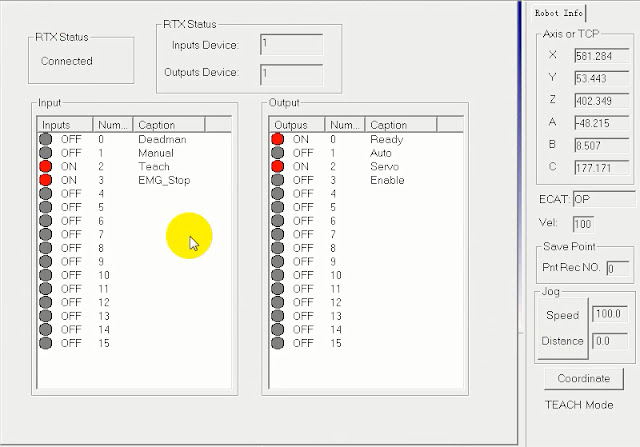 RTX Status
Connected
RTX Status
Inputs Device: 1
Outputs Device: 1
Input
Inputs Num... Caption
OFF 0 Deadman
OFF 1 Manual
ON 2 Teach
ON 3 EMG_Stop
OFF 4
OFF 5
OFF 6
OFF 7
OFF 8
OFF 9
OFF 10
OFF 11
OFF 12
OFF 13
OFF 14
OFF 15
Output
Outpus Num... Caption
ON 0 Ready
OFF 1 Auto
ON 2 Servo
OFF 3 Enable
OFF 4
OFF 5
OFF 6
OFF 7
OFF 8
OFF 9
OFF 10
OFF 11
OFF 12
OFF 13
OFF 14
OFF 15
Robot Info
Axis or TCP
X 581.284
Y 53.443
Z 402.349
A -48.215
B 8.507
C 177.171
ECAT: OP
Vel: 100
Save Point
Pnt Rec NO. 0
Jog
Speed 100.0
Distance 0.0
Coordinate
TEACH Mode